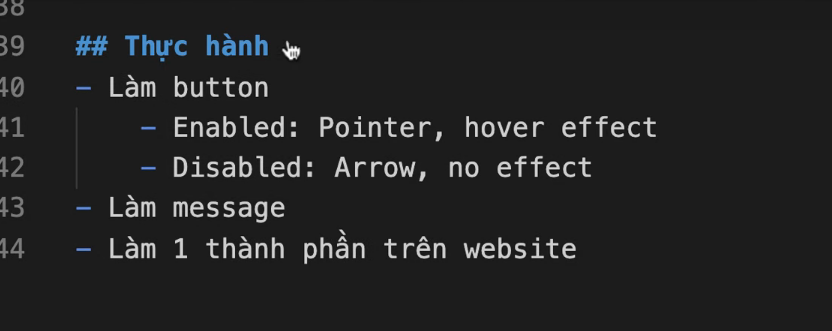 38
39 ## Thực hành
40 - Làm button
41 - Enabled: Pointer, hover effect
42 - Disabled: Arrow, no effect
43 - Làm message
44 - Làm 1 thành phần trên website